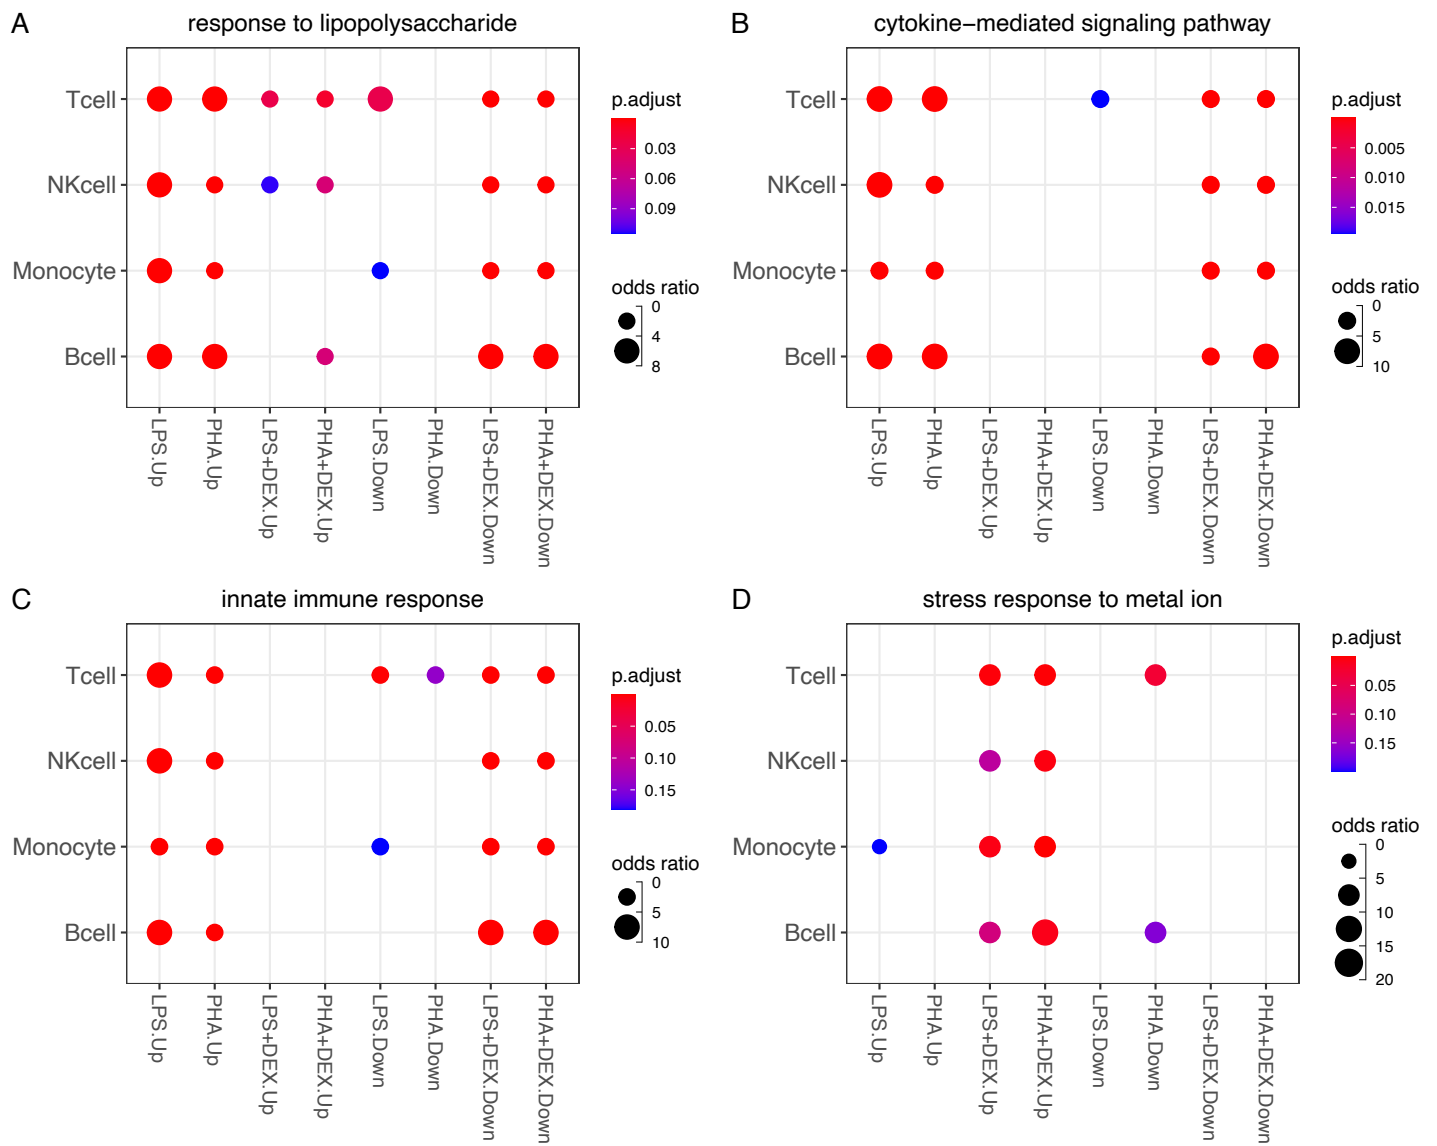 A
response to lipopolysaccharide
Tcell
NKcell
Monocyte
Bcell
LPS.Up
PHA.Up
LPS+DEX.Up
PHA+DEX.Up
LPS.Down
PHA.Down
LPS+DEX.Down
PHA+DEX.Down
p.adjust
0.03
0.06
0.09
odds ratio
0
4
8
B
cytokine−mediated signaling pathway
Tcell
NKcell
Monocyte
Bcell
LPS.Up
PHA.Up
LPS+DEX.Up
PHA+DEX.Up
LPS.Down
PHA.Down
LPS+DEX.Down
PHA+DEX.Down
p.adjust
0.005
0.010
0.015
odds ratio
0
5
10
C
innate immune response
Tcell
NKcell
Monocyte
Bcell
LPS.Up
PHA.Up
LPS+DEX.Up
PHA+DEX.Up
LPS.Down
PHA.Down
LPS+DEX.Down
PHA+DEX.Down
p.adjust
0.05
0.10
0.15
odds ratio
0
5
10
D
stress response to metal ion
Tcell
NKcell
Monocyte
Bcell
LPS.Up
PHA.Up
LPS+DEX.Up
PHA+DEX.Up
LPS.Down
PHA.Down
LPS+DEX.Down
PHA+DEX.Down
p.adjust
0.05
0.10
0.15
odds ratio
0
5
10
15
20